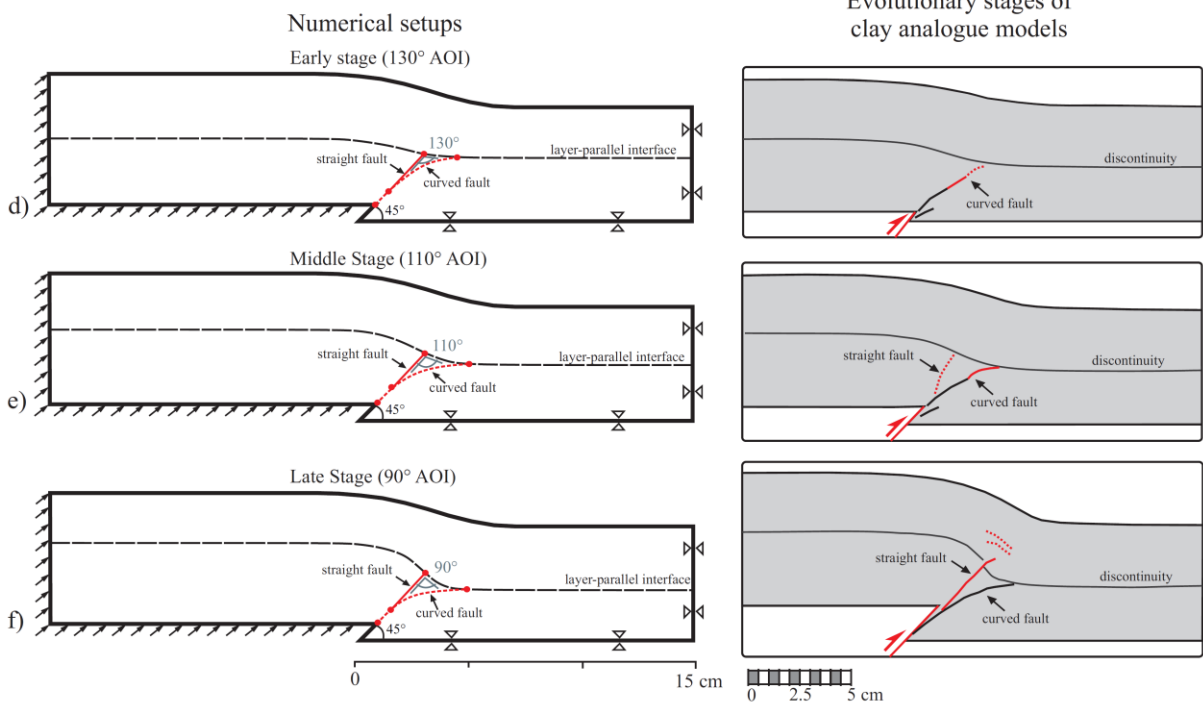 Numerical setups
Evolutionary stages of
clay analogue models
Early stage (130° AOI)
130°
straight fault
layer-parallel interface
curved fault
45°
d)
discontinuity
curved fault
Middle Stage (110° AOI)
110°
straight fault
layer-parallel interface
curved fault
45°
e)
straight fault
discontinuity
curved fault
Late Stage (90° AOI)
90°
straight fault
layer-parallel interface
curved fault
45°
f)
straight fault
discontinuity
curved fault
0 15 cm
0 2.5 5 cm